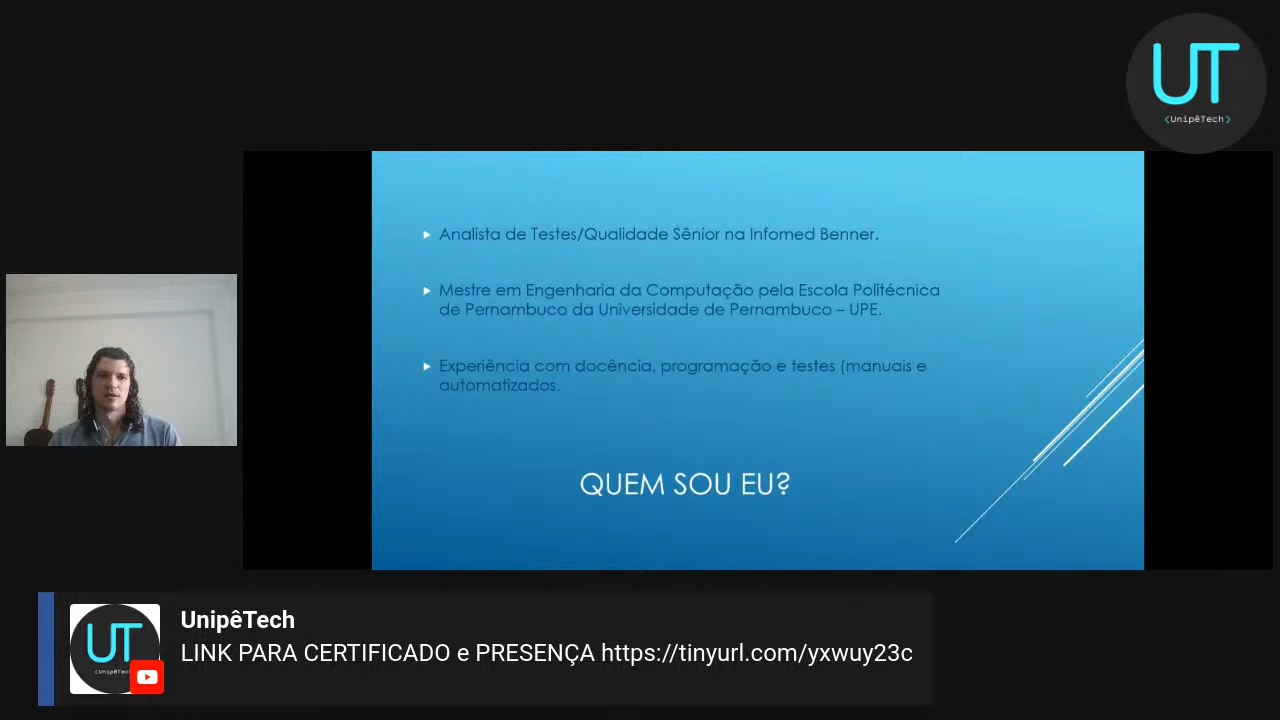 UT
<UnipêTech>
Analista de Testes/Qualidade Sênior na Infomed Benner.
Mestre em Engenharia da Computação pela Escola Politécnica
de Pernambuco da Universidade de Pernambuco – UPE.
Experiência com docência, programação e testes (manuais e
automatizados.
QUEM SOU EU?
UT
<UnipêTech
UnipêTech
LINK PARA CERTIFICADO e PRESENÇA https://tinyurl.com/yxwuy23c